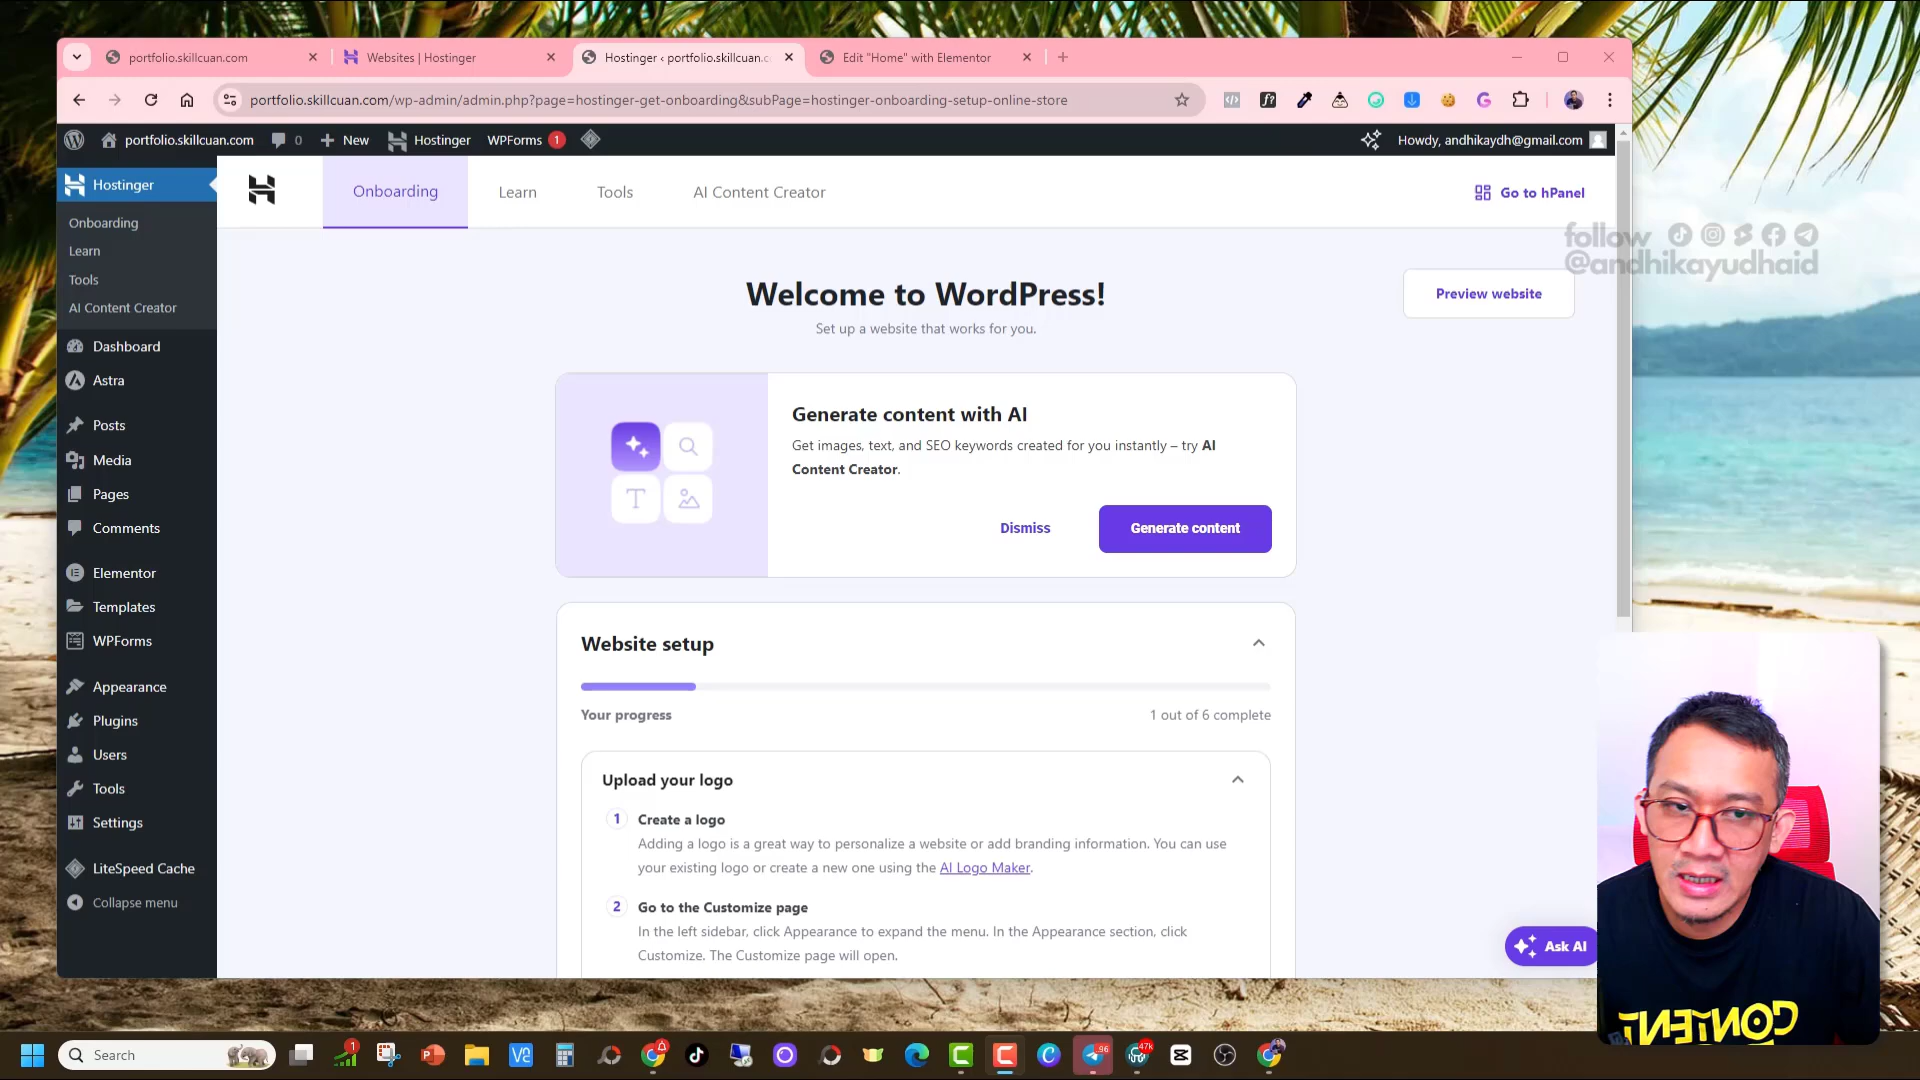 portfolio.skillcuan.com
Websites | Hostinger
Hostinger ‹ portfolio.skillcuan.c
Edit "Home" with Elementor
portfolio.skillcuan.com/wp-admin/admin.php?page=hostinger-get-onboarding&subPage=hostinger-onboarding-setup-online-store
portfolio.skillcuan.com
0
New
Hostinger
WPForms 1
Howdy, andhikaydh@gmail.com
Hostinger
Onboarding
Learn
Tools
AI Content Creator
Dashboard
Astra
Posts
Media
Pages
Comments
Elementor
Templates
WPForms
Appearance
Plugins
Users
Tools
Settings
LiteSpeed Cache
Collapse menu
Onboarding
Learn
Tools
AI Content Creator
Go to hPanel
follow
@andhikayudhaid
Welcome to WordPress!
Set up a website that works for you.
Preview website
Generate content with AI
Get images, text, and SEO keywords created for you instantly – try AI
Content Creator.
Dismiss
Generate content
Website setup
Your progress
1 out of 6 complete
Upload your logo
1 Create a logo
Adding a logo is a great way to personalize a website or add branding information. You can use
your existing logo or create a new one using the AI Logo Maker.
2 Go to the Customize page
In the left sidebar, click Appearance to expand the menu. In the Appearance section, click
Customize. The Customize page will open.
Ask AI
CONTENT
Search
1
96
47k